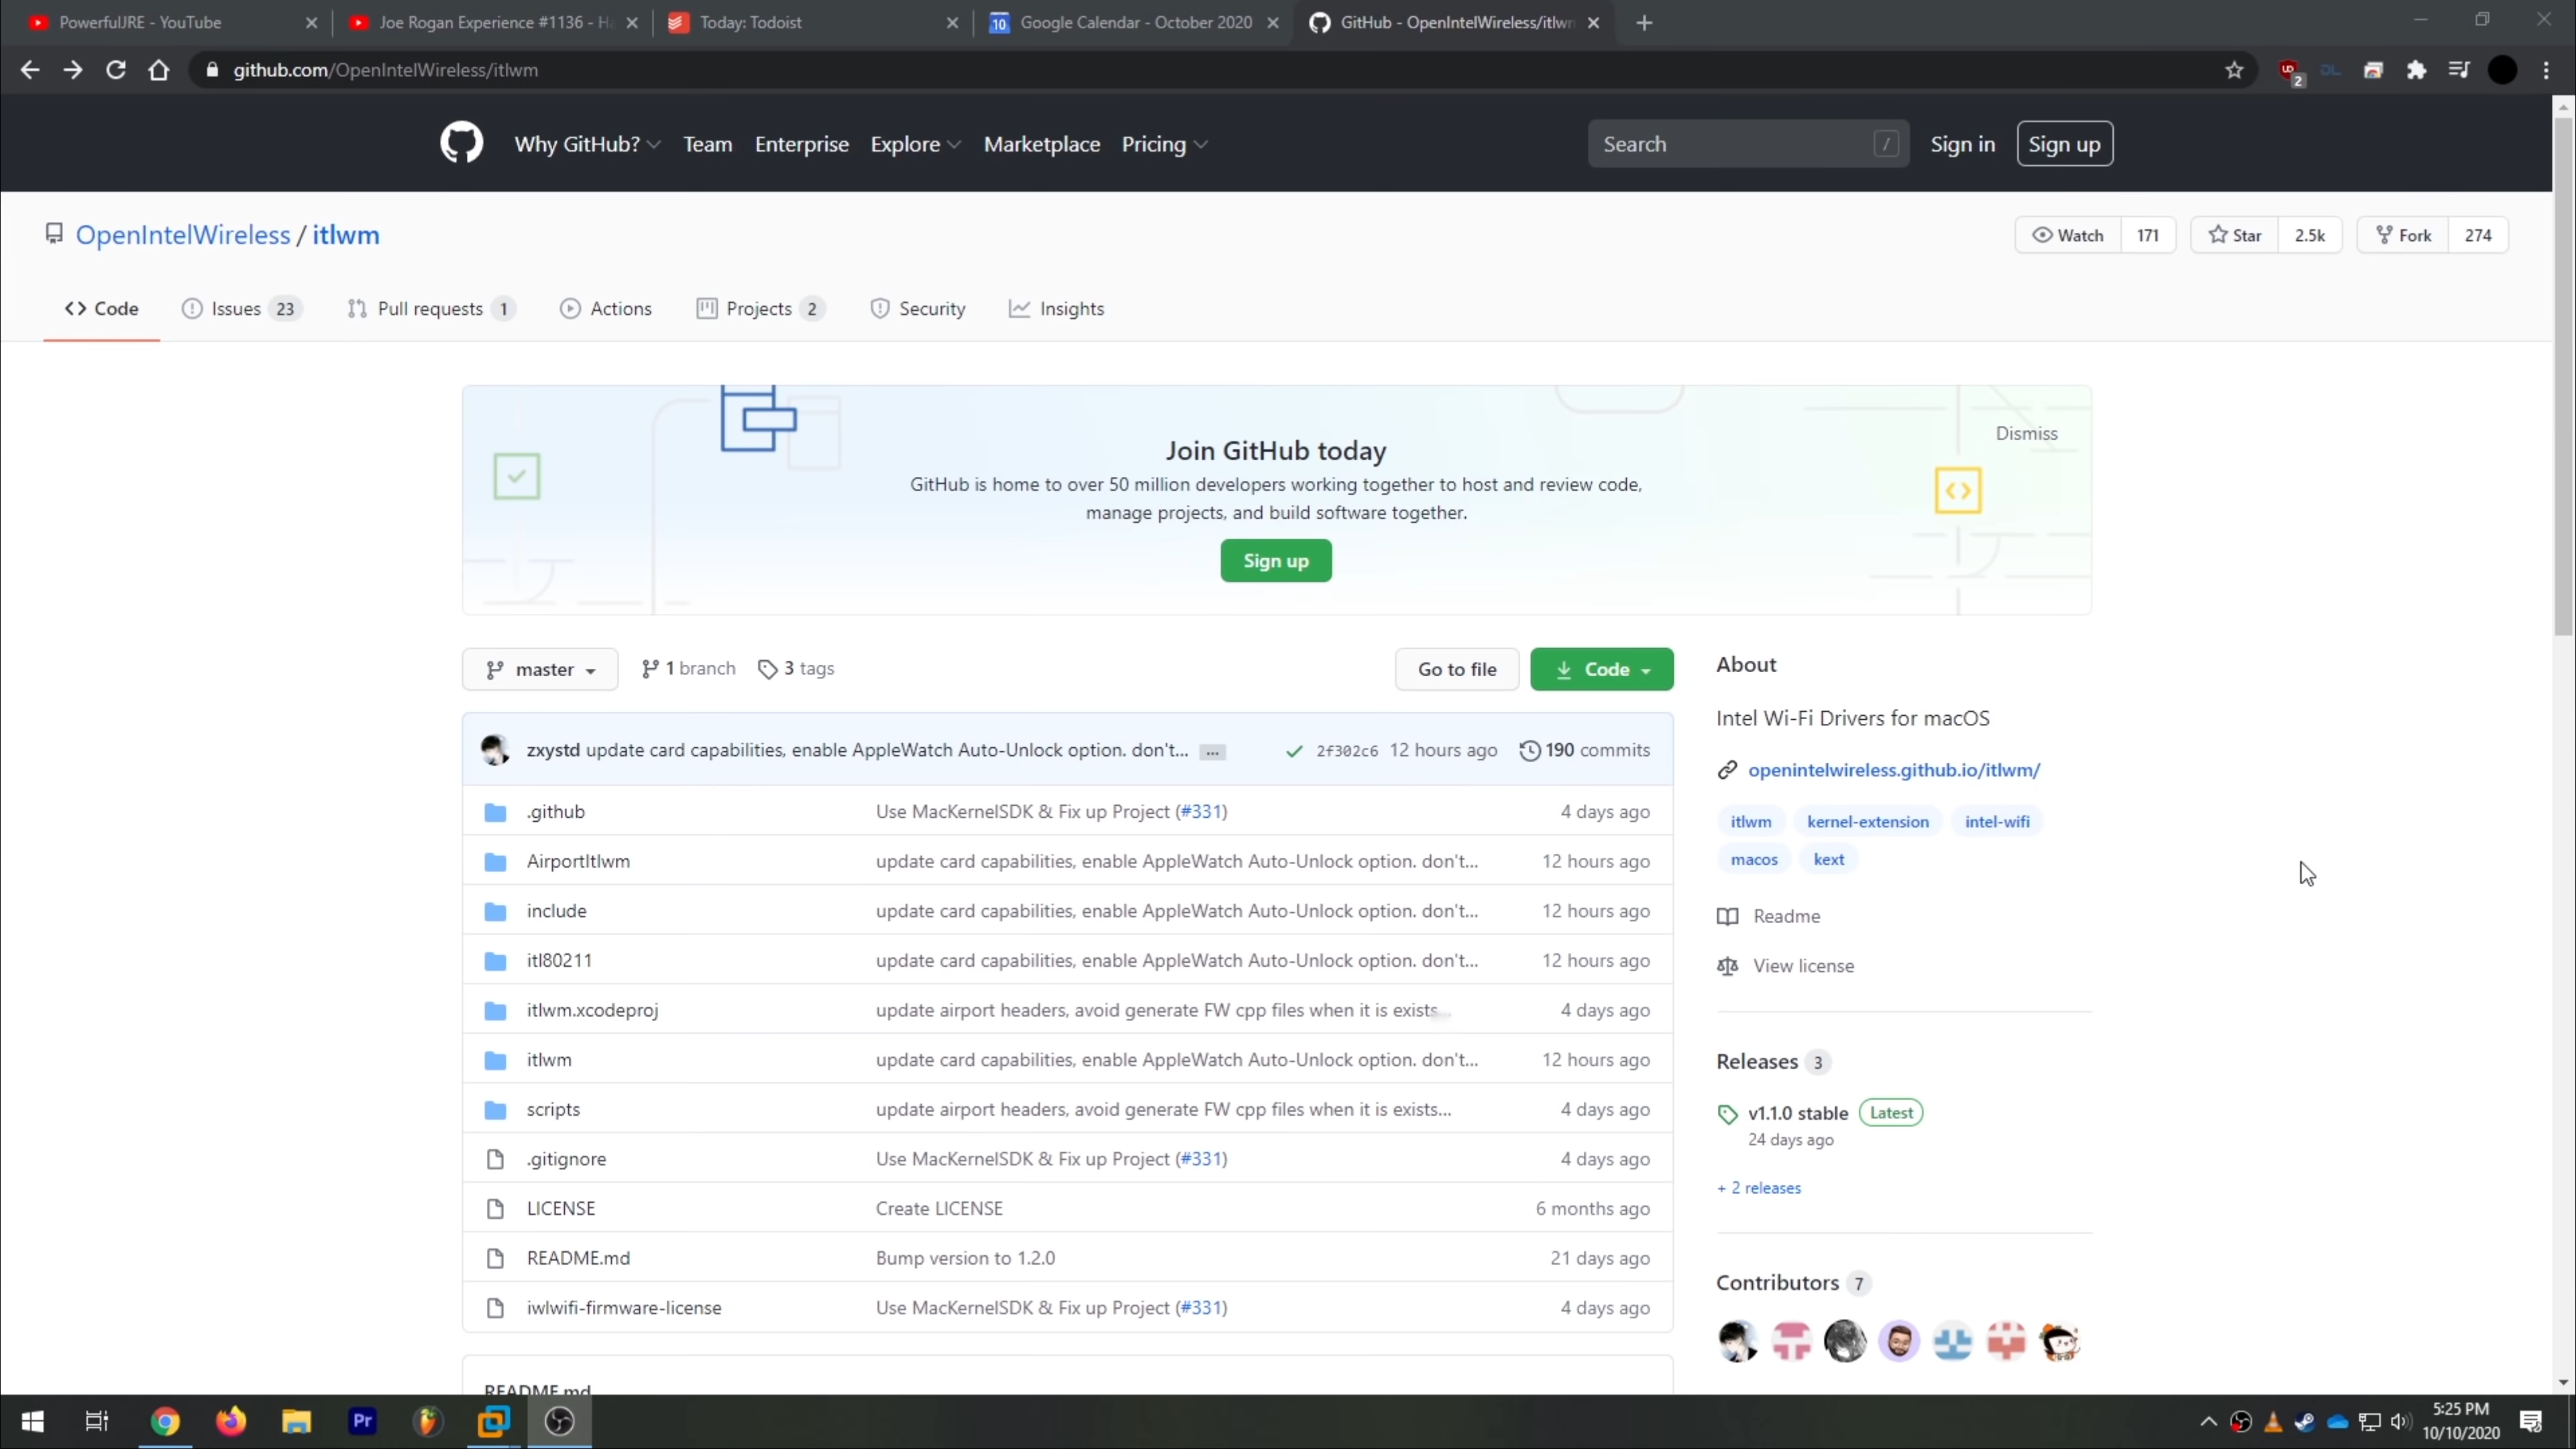 PowerfulJRE - YouTube
Joe Rogan Experience #1136 - Ha
Today: Todoist
10 Google Calendar - October 2020
GitHub - OpenIntelWireless/itlwm
github.com/OpenIntelWireless/itlwm
2
Why GitHub? Team Enterprise Explore Marketplace Pricing
Search / Sign in Sign up
OpenIntelWireless / itlwm
Watch 171 Star 2.5k Fork 274
Code Issues 23 Pull requests 1 Actions Projects 2 Security Insights
Join GitHub today
Dismiss
GitHub is home to over 50 million developers working together to host and review code,
manage projects, and build software together.
Sign up
master 1 branch 3 tags Go to file Code
zxystd update card capabilities, enable AppleWatch Auto-Unlock option. don't... ... 2f302c6 12 hours ago 190 commits
.github Use MacKernelSDK & Fix up Project (#331) 4 days ago
AirportItlwm update card capabilities, enable AppleWatch Auto-Unlock option. don't... 12 hours ago
include update card capabilities, enable AppleWatch Auto-Unlock option. don't... 12 hours ago
itl80211 update card capabilities, enable AppleWatch Auto-Unlock option. don't... 12 hours ago
itlwm.xcodeproj update airport headers, avoid generate FW cpp files when it is exists... 4 days ago
itlwm update card capabilities, enable AppleWatch Auto-Unlock option. don't... 12 hours ago
scripts update airport headers, avoid generate FW cpp files when it is exists... 4 days ago
.gitignore Use MacKernelSDK & Fix up Project (#331) 4 days ago
LICENSE Create LICENSE 6 months ago
README.md Bump version to 1.2.0 21 days ago
iwlwifi-firmware-license Use MacKernelSDK & Fix up Project (#331) 4 days ago
README.md
About
Intel Wi-Fi Drivers for macOS
openintelwireless.github.io/itlwm/
itlwm kernel-extension intel-wifi
macos kext
Readme
View license
Releases 3
v1.1.0 stable Latest
24 days ago
+ 2 releases
Contributors 7
Pr
5:25 PM
10/10/2020